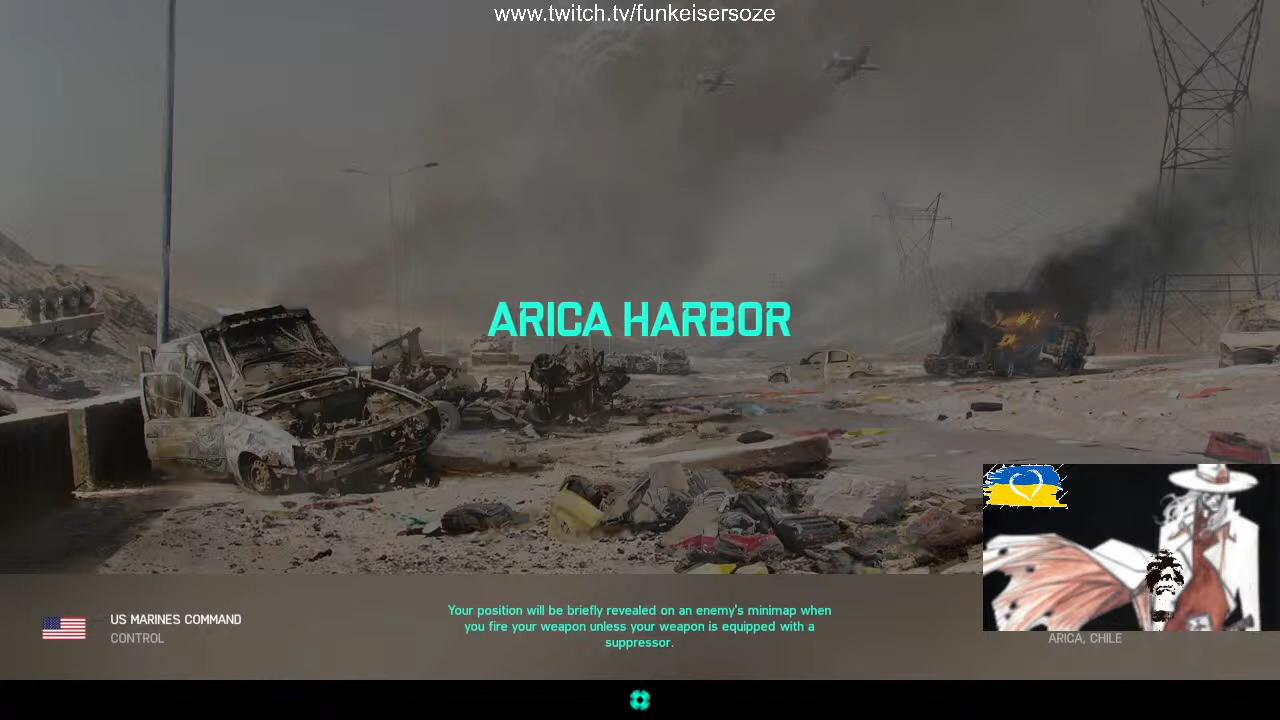 www.twitch.tv/funkeisersoze
ARICA HARBOR
US MARINES COMMAND
CONTROL
Your position will be briefly revealed on an enemy's minimap when
you fire your weapon unless your weapon is equipped with a
suppressor.
ARICA, CHILE